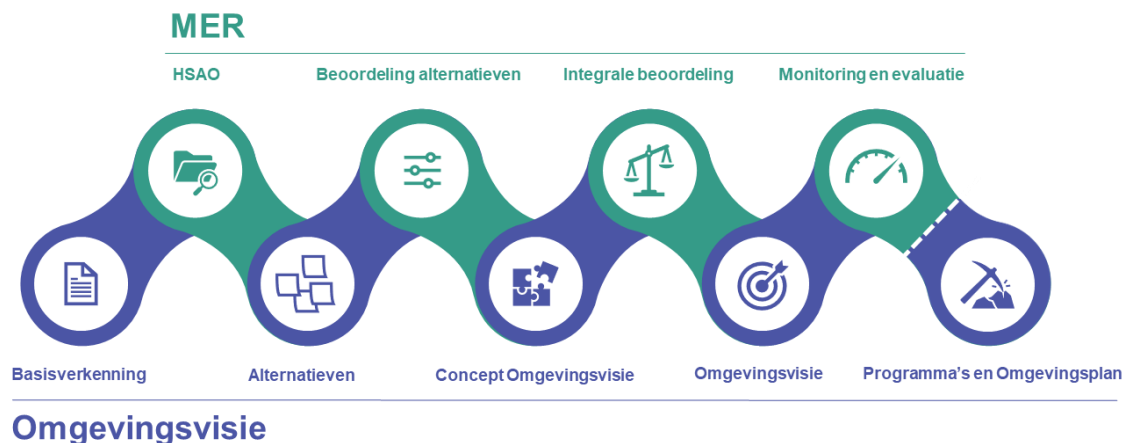 MER
HSAO
Beoordeling alternatieven
Integrale beoordeling
Monitoring en evaluatie
Basisverkenning
Alternatieven
Concept Omgevingsvisie
Omgevingsvisie
Programma's en Omgevingsplan
Omgevingsvisie